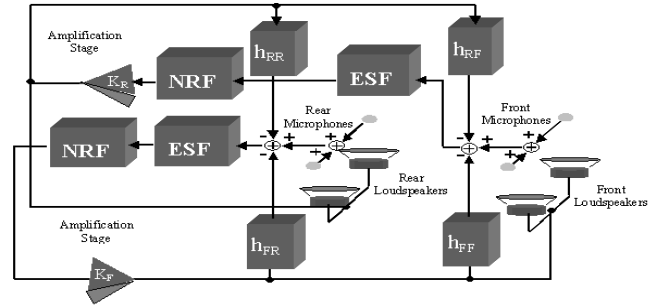 Amplification
Stage
K_R
NRF
h_RR
ESF
h_RF
Rear
Microphones
Front
Microphones
NRF
ESF
- + +
+
-
- + +
+
-
Rear
Loudspeakers
Front
Loudspeakers
Amplification
Stage
K_F
h_FR
h_FF